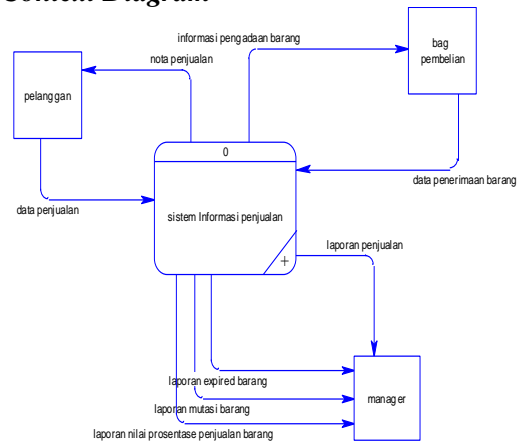 Context Diagram
informasi pengadaan barang
bag
pembelian
nota penjualan
pelanggan
0
data penerimaan barang
data penjualan
sistem Informasi penjualan
laporan penjualan
+
laporan expired barang
manager
laporan mutasi barang
laporan nilai prosentase penjualan barang